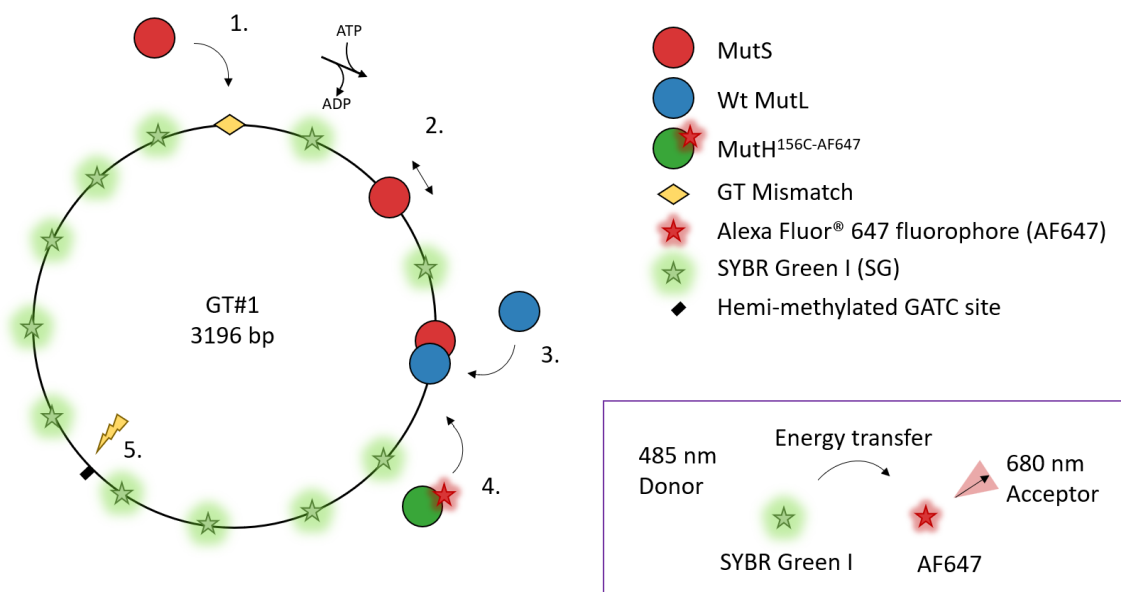 1.
ATP
ADP
2.
GT#1
3196 bp
3.
4.
5.
MutS
Wt MutL
MutH156C-AF647
GT Mismatch
Alexa Fluor® 647 fluorophore (AF647)
SYBR Green I (SG)
Hemi-methylated GATC site
Energy transfer
485 nm
Donor
680 nm
Acceptor
SYBR Green I
AF647